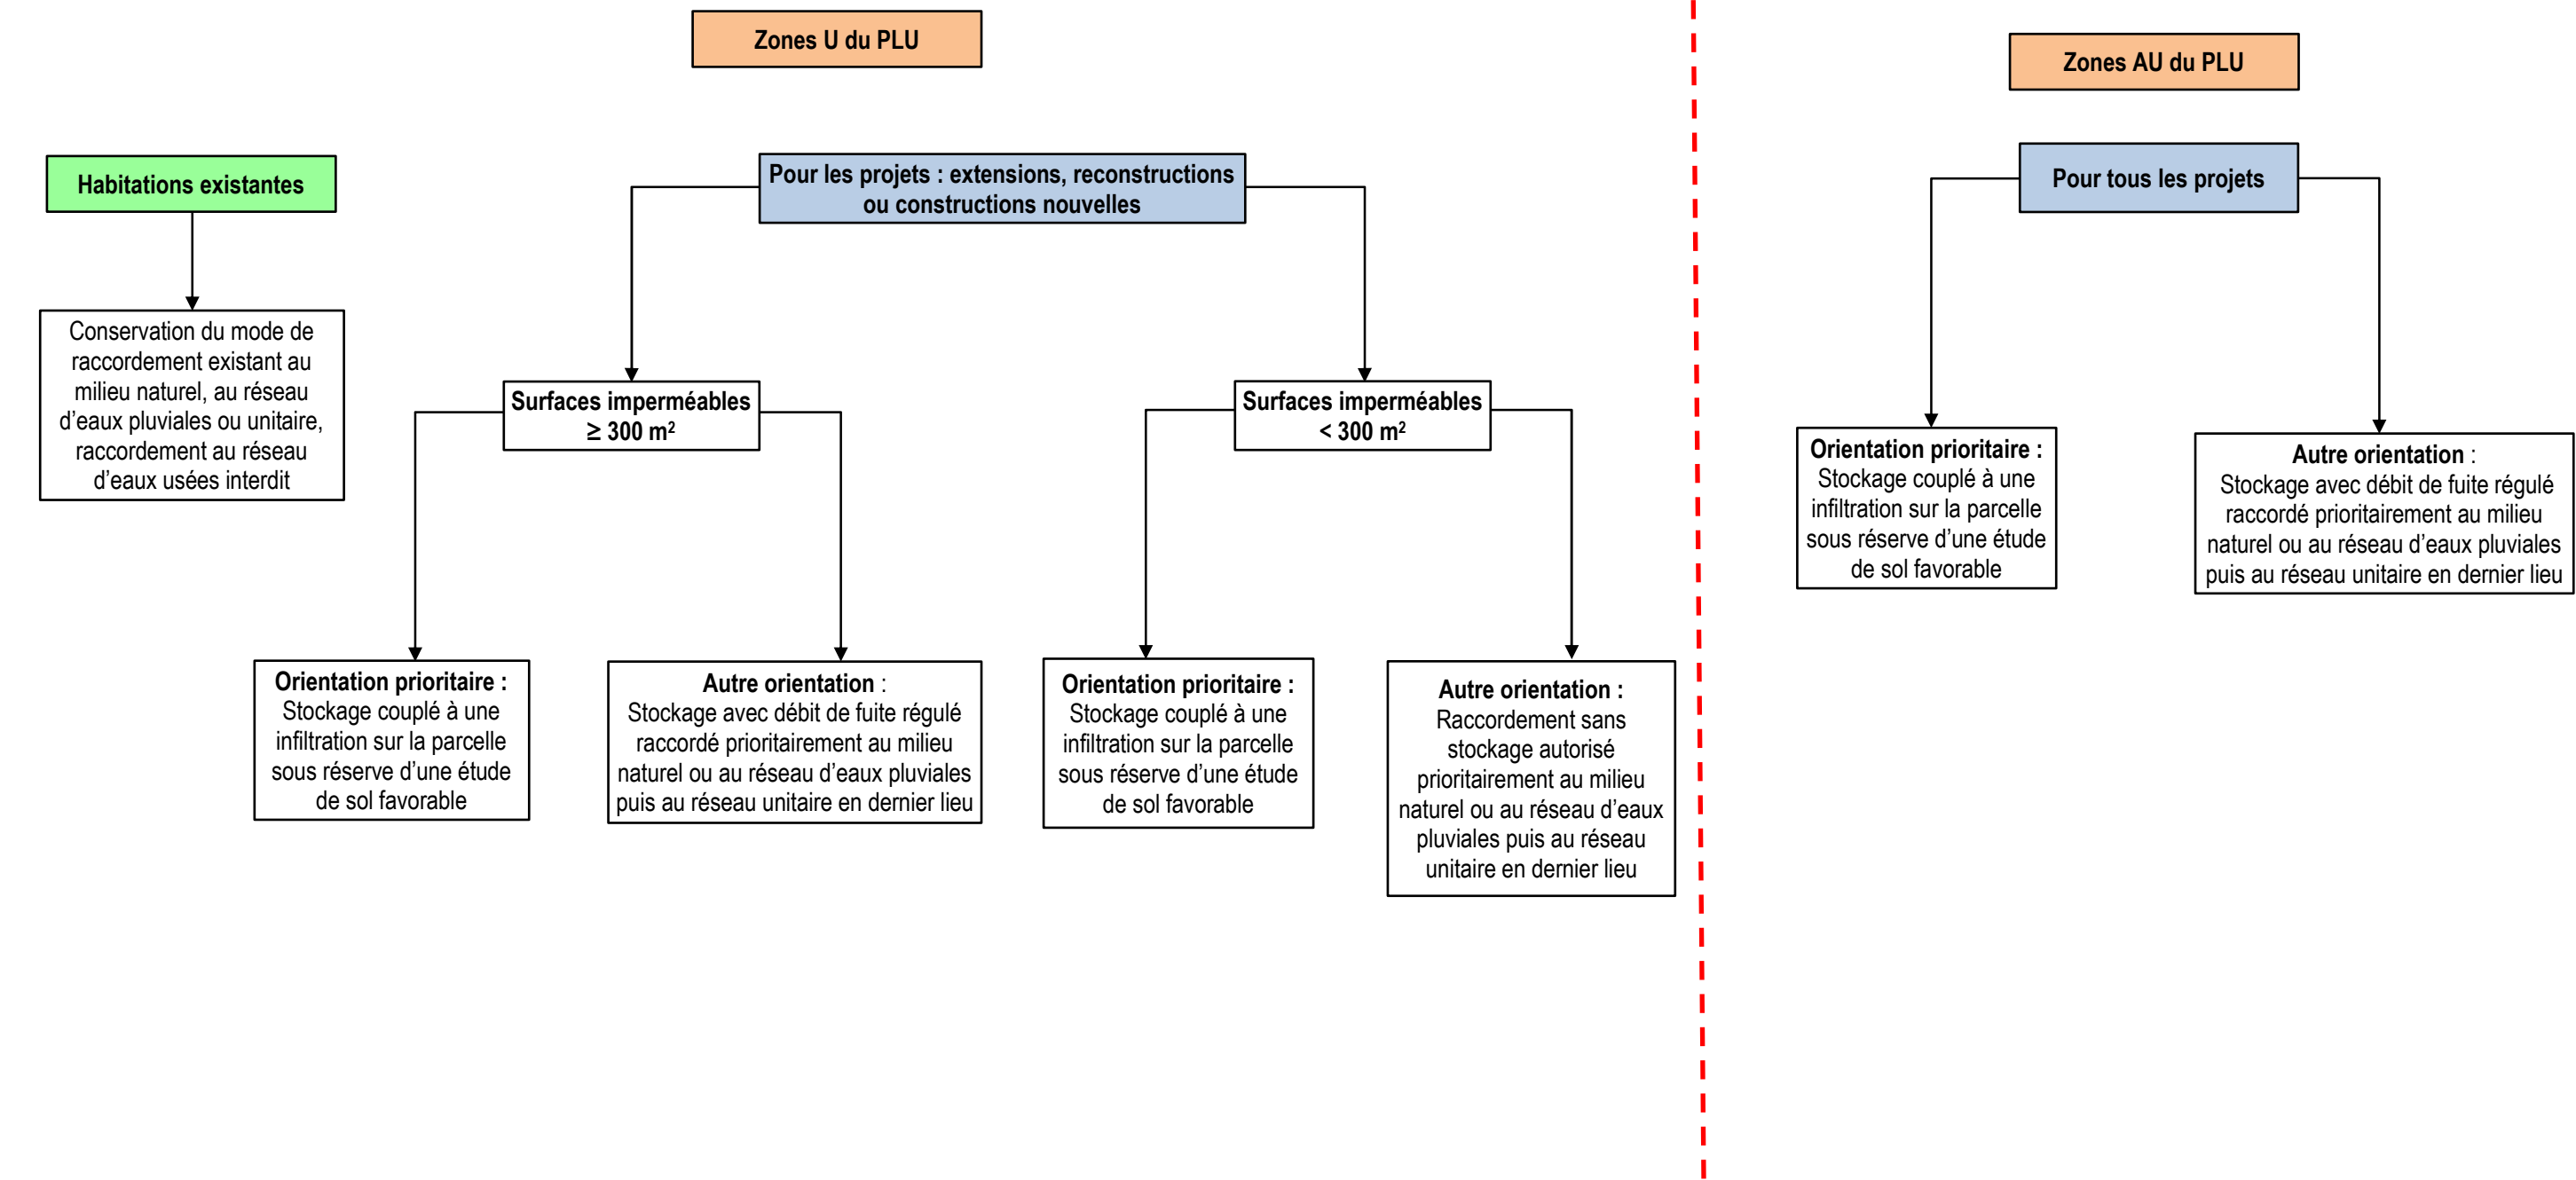 Zones U du PLU
Habitations existantes
Conservation du mode de
raccordement existant au
milieu naturel, au réseau
d’eaux pluviales ou unitaire,
raccordement au réseau
d’eaux usées interdit
Pour les projets : extensions, reconstructions
ou constructions nouvelles
Surfaces imperméables
≥ 300 m²
Orientation prioritaire :
Stockage couplé à une
infiltration sur la parcelle
sous réserve d’une étude
de sol favorable
Autre orientation :
Stockage avec débit de fuite régulé
raccordé prioritairement au milieu
naturel ou au réseau d’eaux pluviales
puis au réseau unitaire en dernier lieu
Surfaces imperméables
< 300 m²
Orientation prioritaire :
Stockage couplé à une
infiltration sur la parcelle
sous réserve d’une étude
de sol favorable
Autre orientation :
Raccordement sans
stockage autorisé
prioritairement au milieu
naturel ou au réseau d’eaux
pluviales puis au réseau
unitaire en dernier lieu
Zones AU du PLU
Pour tous les projets
Orientation prioritaire :
Stockage couplé à une
infiltration sur la parcelle
sous réserve d’une étude
de sol favorable
Autre orientation :
Stockage avec débit de fuite régulé
raccordé prioritairement au milieu
naturel ou au réseau d’eaux pluviales
puis au réseau unitaire en dernier lieu